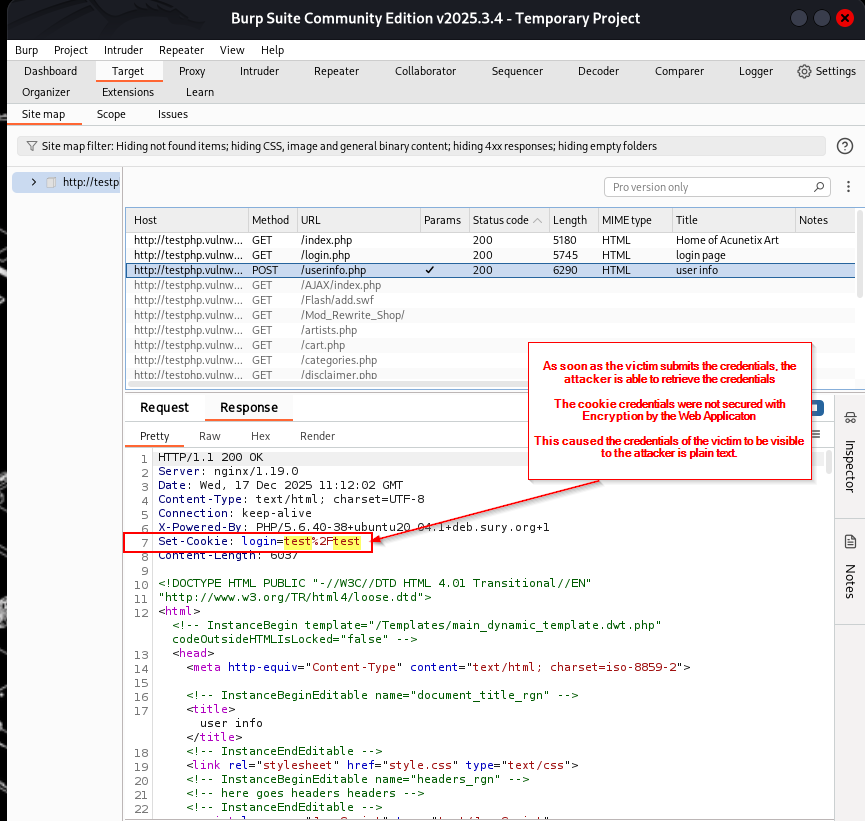 Burp Suite Community Edition v2025.3.4 - Temporary Project
Burp Project Intruder Repeater View Help
Dashboard Target Proxy Intruder Repeater Collaborator Sequencer Decoder Comparer Logger Settings
Organizer Extensions Learn
Site map Scope Issues
Site map filter: Hiding not found items; hiding CSS, image and general binary content; hiding 4xx responses; hiding empty folders
http://testp
Pro version only
Host Method URL Params Status code Length MIME type Title Notes
http://testphp.vulnw... GET /index.php 200 5180 HTML Home of Acunetix Art
http://testphp.vulnw... GET /login.php 200 5745 HTML login page
http://testphp.vulnw... POST /userinfo.php ✓ 200 6290 HTML user info
http://testphp.vulnw... GET /AJAX/index.php
http://testphp.vulnw... GET /Flash/add.swf
http://testphp.vulnw... GET /Mod_Rewrite_Shop/
http://testphp.vulnw... GET /artists.php
http://testphp.vulnw... GET /cart.php
http://testphp.vulnw... GET /categories.php
http://testphp.vulnw... GET /disclaimer.php
As soon as the victim submits the credentials, the
attacker is able to retrieve the credentials
The cookie credentials were not secured with
Encryption by the Web Applicaton
This caused the credentials of the victim to be visible
to the attacker is plain text.
Request Response
Pretty Raw Hex Render
Inspector
Notes
1 HTTP/1.1 200 OK
2 Server: nginx/1.19.0
3 Date: Wed, 17 Dec 2025 11:12:02 GMT
4 Content-Type: text/html; charset=UTF-8
5 Connection: keep-alive
6 X-Powered-By: PHP/5.6.40-38+ubuntu20.04.1+deb.sury.org+1
7 Set-Cookie: login=test%2Ftest
8 Content-Length: 6037
9
10 <!DOCTYPE HTML PUBLIC "-//W3C//DTD HTML 4.01 Transitional//EN"
11 "http://www.w3.org/TR/html4/loose.dtd">
12 <html>
<!-- InstanceBegin template="/Templates/main_dynamic_template.dwt.php"
codeOutsideHTMLIsLocked="false" -->
13 <head>
14 <meta http-equiv="Content-Type" content="text/html; charset=iso-8859-2">
15
16 <!-- InstanceBeginEditable name="document_title_rgn" -->
17 <title>
user info
</title>
18 <!-- InstanceEndEditable -->
19 <link rel="stylesheet" href="style.css" type="text/css">
20 <!-- InstanceBeginEditable name="headers_rgn" -->
21 <!-- here goes headers headers -->
22 <!-- InstanceEndEditable -->